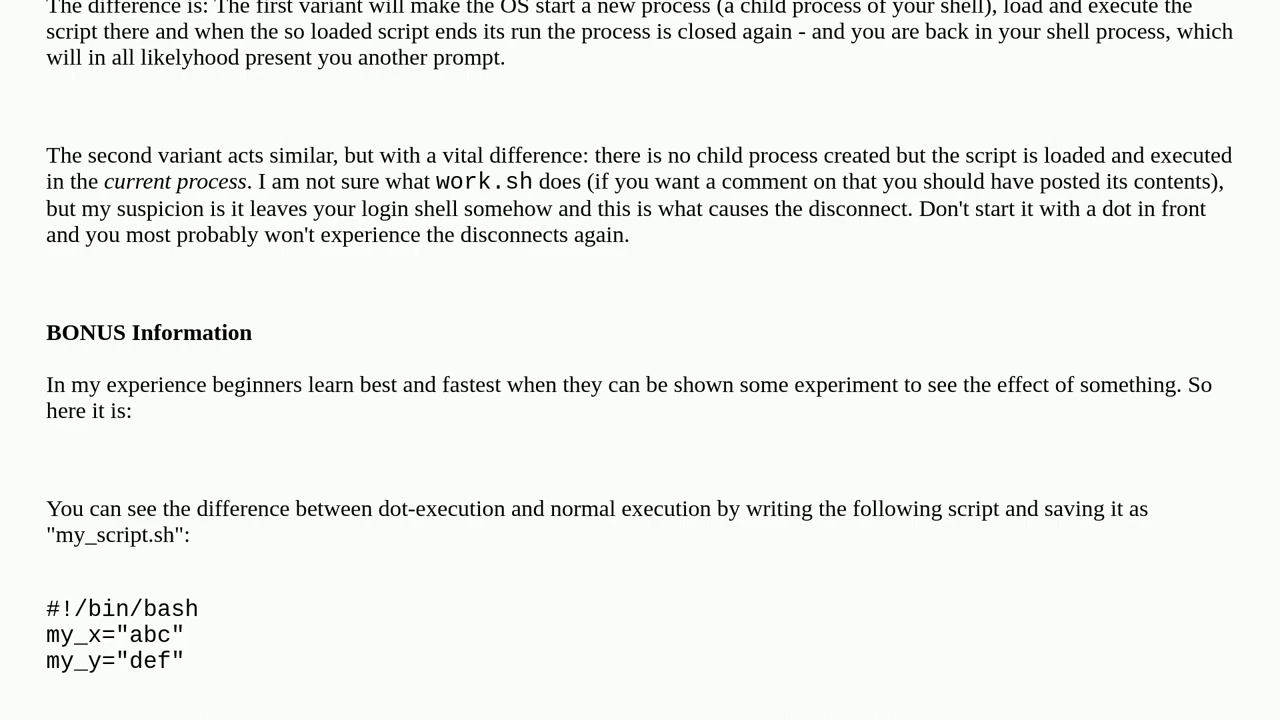 The difference is: The first variant will make the OS start a new process (a child process of your shell), load and execute the
script there and when the so loaded script ends its run the process is closed again - and you are back in your shell process, which
will in all likelyhood present you another prompt.
The second variant acts similar, but with a vital difference: there is no child process created but the script is loaded and executed
in the current process. I am not sure what work.sh does (if you want a comment on that you should have posted its contents),
but my suspicion is it leaves your login shell somehow and this is what causes the disconnect. Don't start it with a dot in front
and you most probably won't experience the disconnects again.
BONUS Information
In my experience beginners learn best and fastest when they can be shown some experiment to see the effect of something. So
here it is:
You can see the difference between dot-execution and normal execution by writing the following script and saving it as
"my_script.sh":
#!/bin/bash
my_x="abc"
my_y="def"